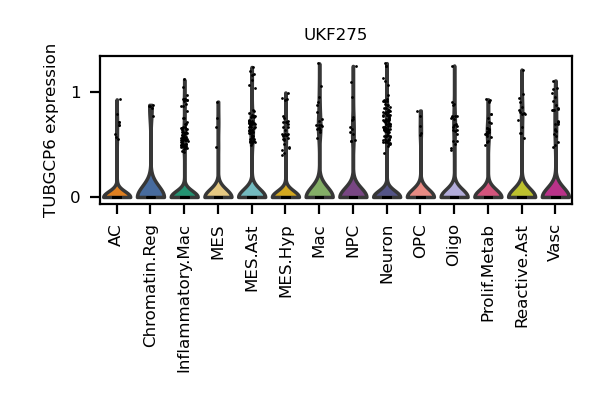 UKF275
TUBGCP6 expression
1
0
AC
Chromatin.Reg
Inflammatory.Mac
MES
MES.Ast
MES.Hyp
Mac
NPC
Neuron
OPC
Oligo
Prolif.Metab
Reactive.Ast
Vasc